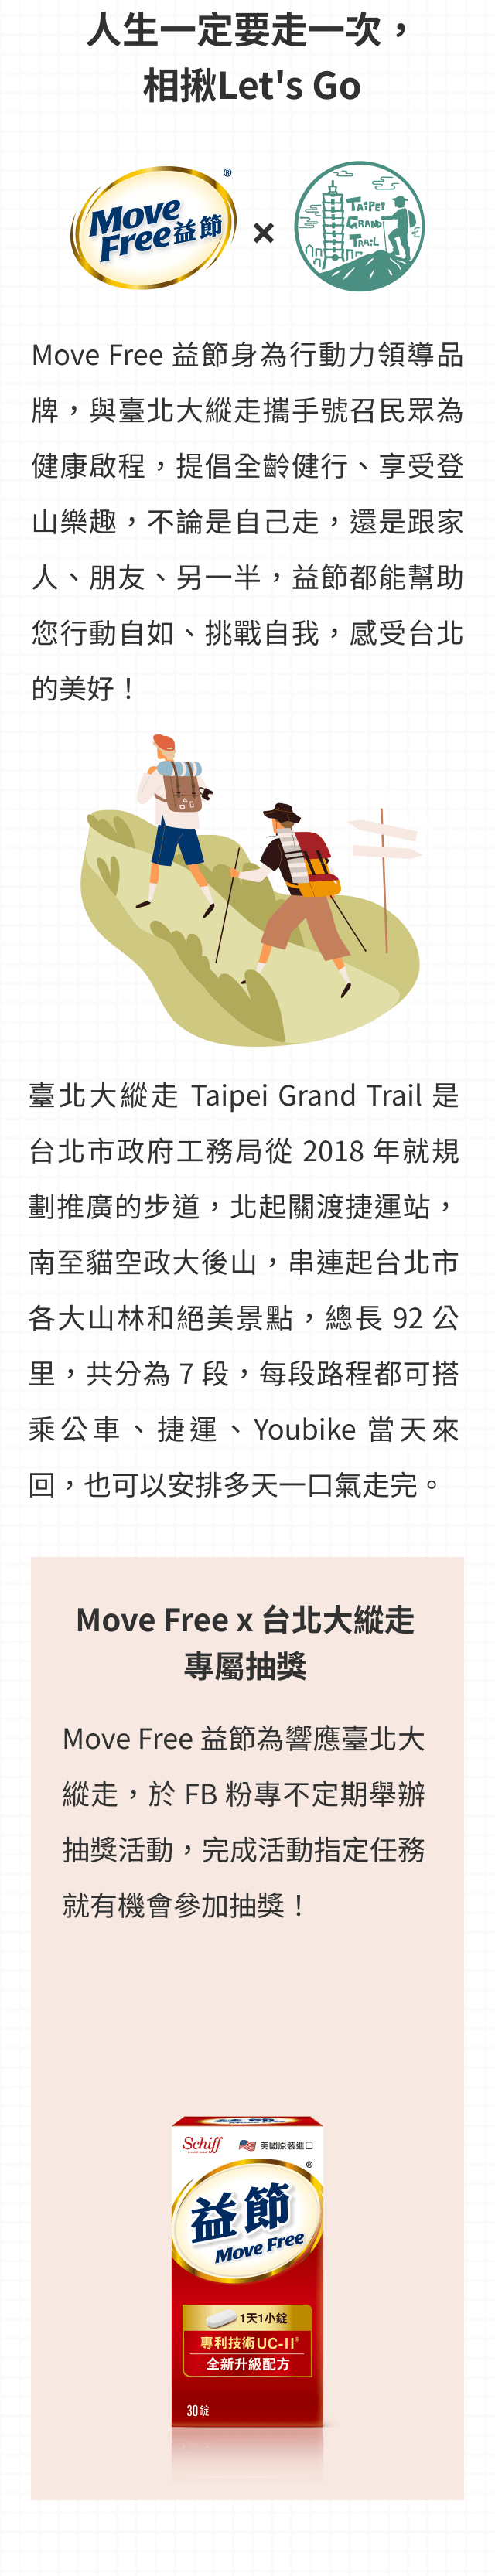 人生一定要走一次，
相揪Let's Go
Move Free益節®
×
TAIPEI GRAND TRAIL
Move Free 益節身為行動力領導品
牌，與臺北大縱走攜手號召民眾為
健康啟程，提倡全齡健行、享受登
山樂趣，不論是自己走，還是跟家
人、朋友、另一半，益節都能幫助
您行動自如、挑戰自我，感受台北
的美好！
臺北大縱走 Taipei Grand Trail 是
台北市政府工務局從 2018 年就規
劃推廣的步道，北起關渡捷運站，
南至貓空政大後山，串連起台北市
各大山林和絕美景點，總長 92 公
里，共分為 7 段，每段路程都可搭
乘公車、捷運、Youbike 當天來
回，也可以安排多天一口氣走完。
Move Free x 台北大縱走
專屬抽獎
Move Free 益節為響應臺北大
縱走，於 FB 粉專不定期舉辦
抽獎活動，完成活動指定任務
就有機會參加抽獎！
Schiff 美國原裝進口
益節®
Move Free
1天1小錠
專利技術UC-II®
全新升級配方
30錠